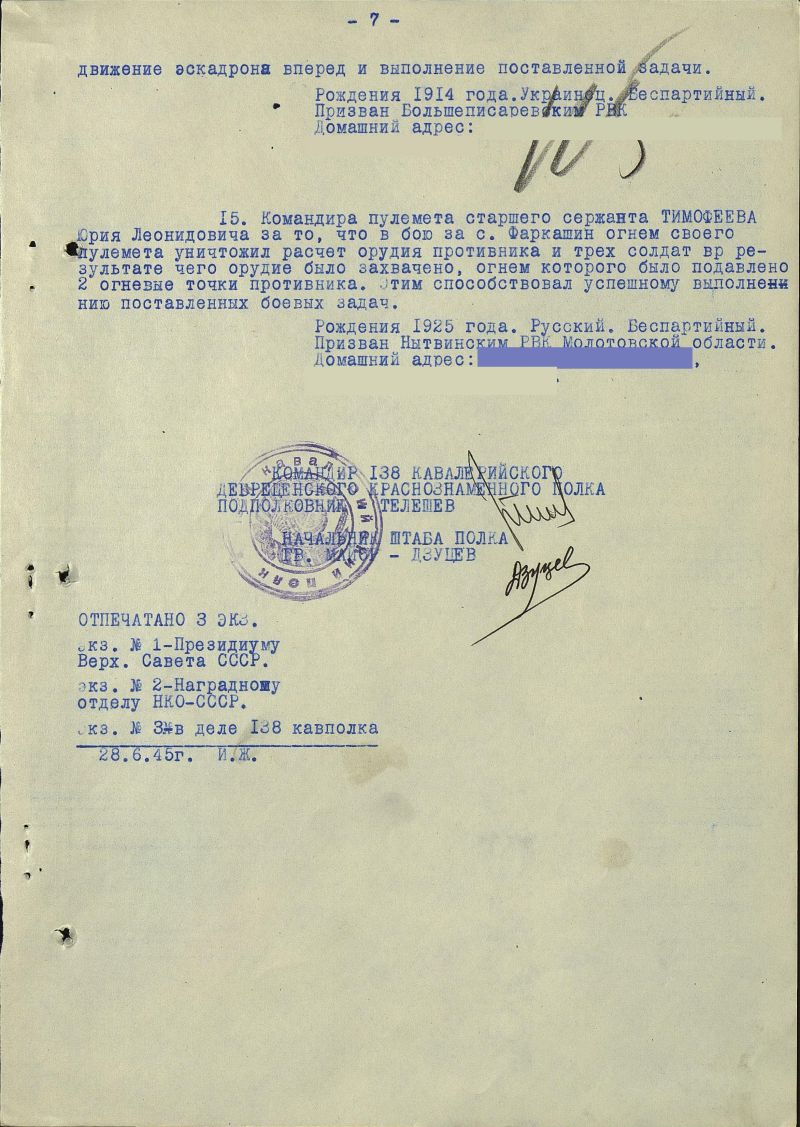 - 7 -
движение эскадрона вперед и выполнение поставленной задачи.
Рождения 1914 года.Украинец. Беспартийный.
Призван Большеписаревским РВК
Домашний адрес:
15. Командира пулемета старшего сержанта ТИМОФЕЕВА
Юрия Леонидовича за то, что в бою за с. Фаркашин огнем своего
пулемета уничтожил расчет орудия противника и трех солдат вр ре-
зультате чего орудие было захвачено, огнем которого было подавлено
2 огневые точки противника. Этим способствовал успешному выполнени
нию поставленных боевых задач.
Рождения 1925 года. Русский. Беспартийный.
Призван Нытвинским РВК Молотовской области.
Домашний адрес: ,
КОМАНДИР 138 КАВАЛЕРИЙСКОГО
ДЕБРЕЦЕНСКОГО КРАСНОЗНАМЕННОГО ПОЛКА
ПОДПОЛКОВНИК ТЕЛЕШЕВ
НАЧАЛЬНИК ШТАБА ПОЛКА
ГВ. МАЙОР - ДЗУЦЕВ
Дзуцев
ОТПЕЧАТАНО 3 ЭКЗ.
экз. № 1-Президиуму
Верх. Савета СССР.
экз. № 2-Наградному
отделу НКО-СССР.
экз. № 3-в деле 138 кавполка
28.6.45г. И.Ж.